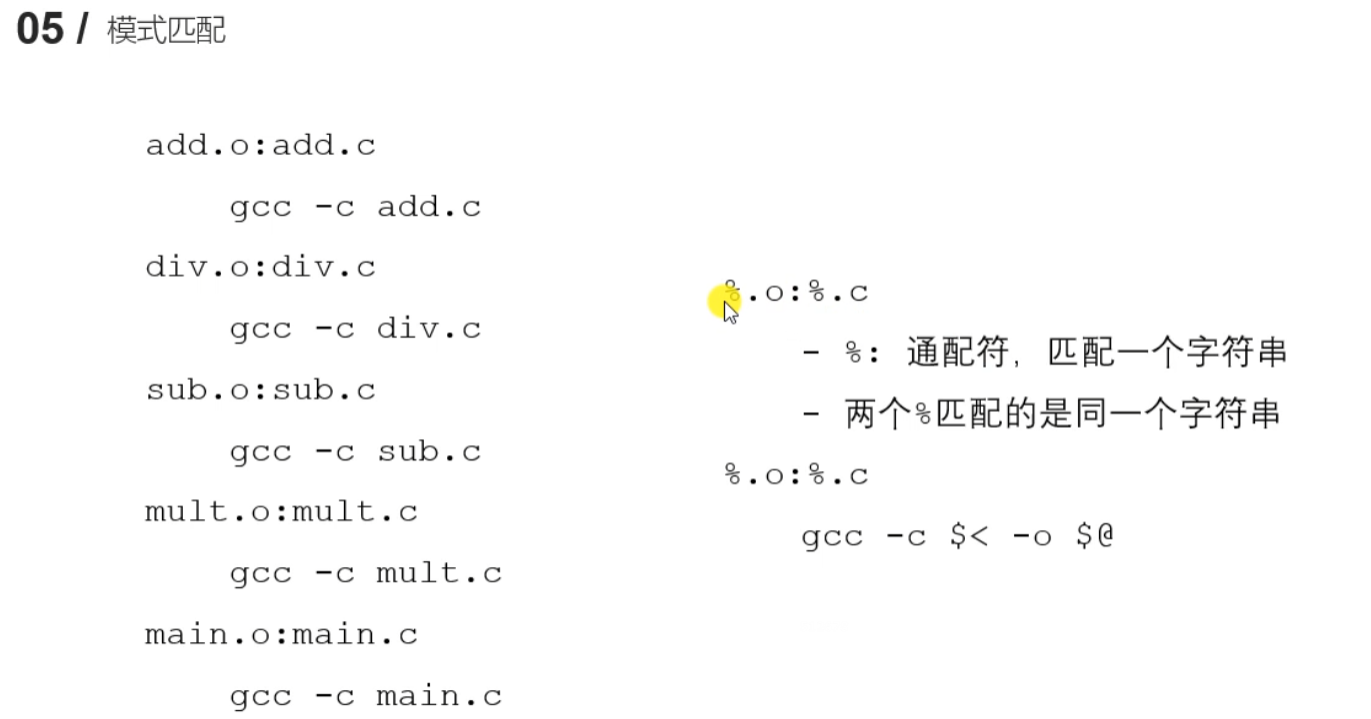 05 / 模式匹配
add.o:add.c
gcc -c add.c
div.o:div.c
gcc -c div.c
sub.o:sub.c
gcc -c sub.c
mult.o:mult.c
gcc -c mult.c
main.o:main.c
gcc -c main.c
%.o:%.c
- %: 通配符, 匹配一个字符串
- 两个%匹配的是同一个字符串
%.o:%.c
gcc -c $< -o $@